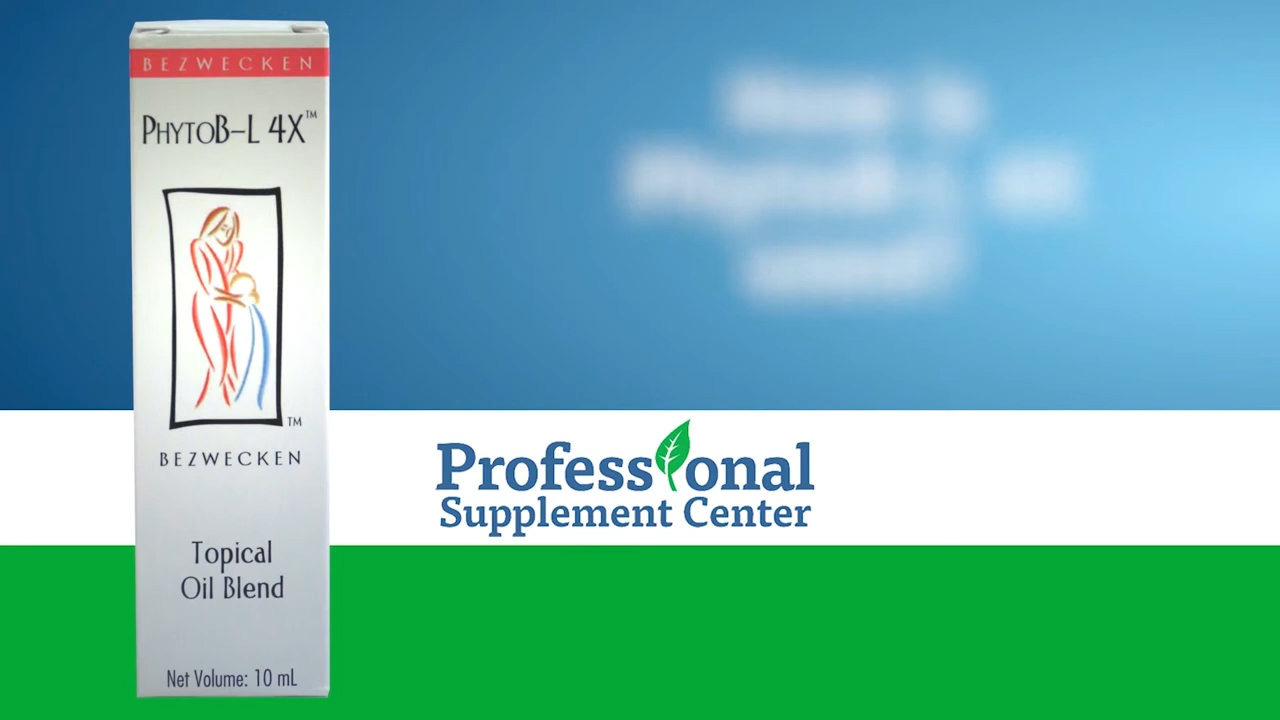 BEZWECKEN
PHYTOB–L 4X™
™
BEZWECKEN
Topical
Oil Blend
Net Volume: 10 mL
Professional
Supplement Center